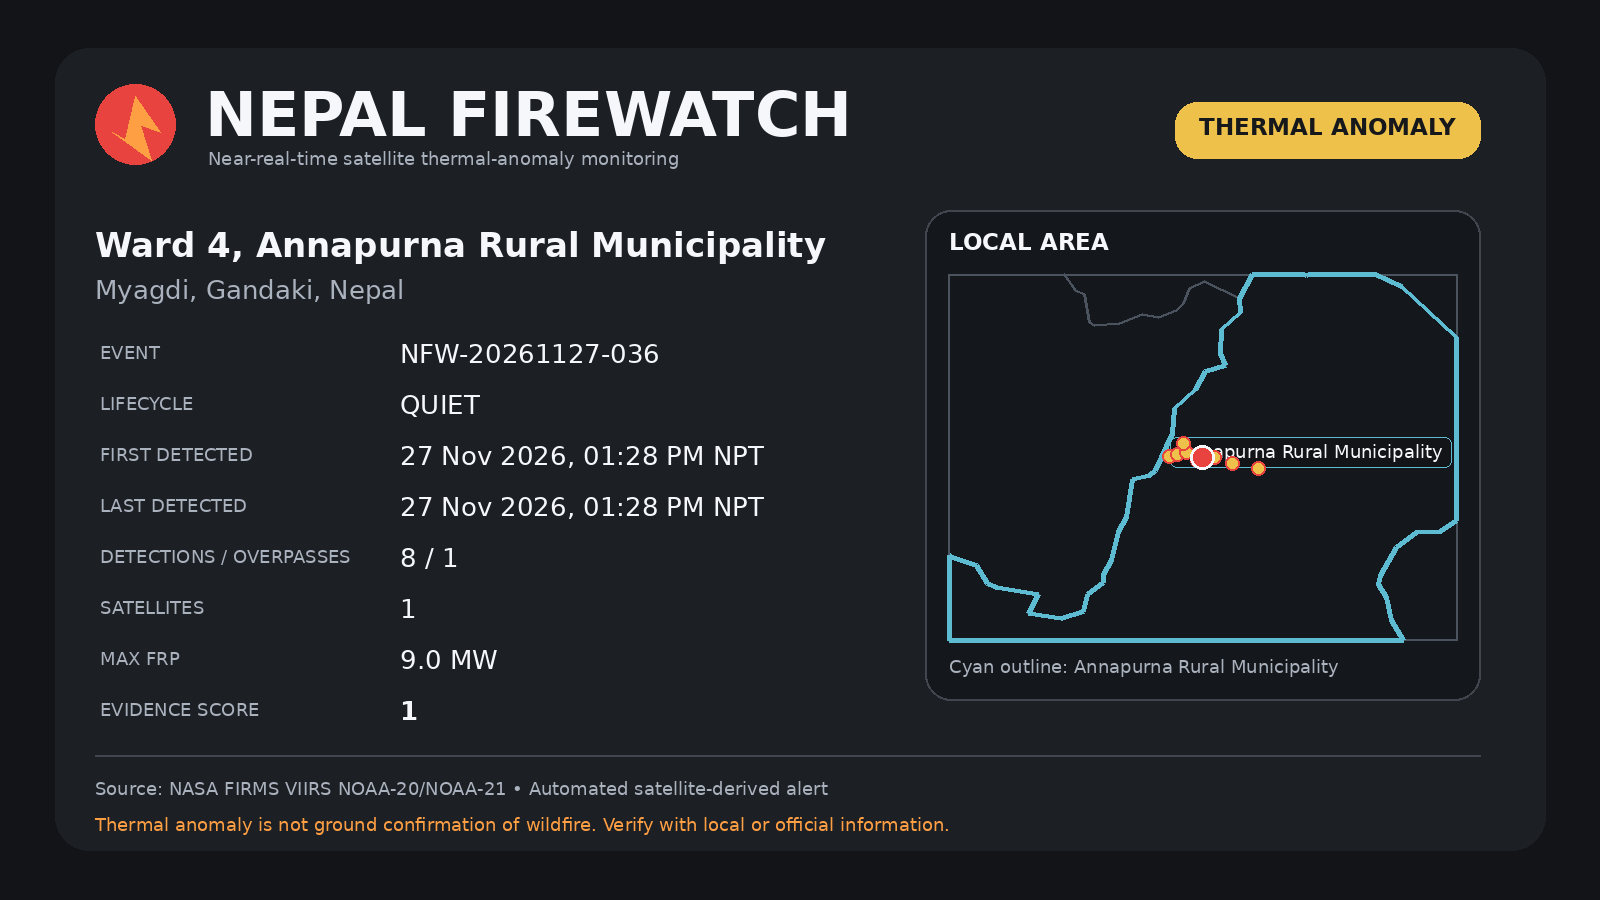 NEPAL FIREWATCH
Near-real-time satellite thermal-anomaly monitoring
THERMAL ANOMALY
Ward 4, Annapurna Rural Municipality
Myagdi, Gandaki, Nepal
EVENT NFW-20261127-036
LIFECYCLE QUIET
FIRST DETECTED 27 Nov 2026, 01:28 PM NPT
LAST DETECTED 27 Nov 2026, 01:28 PM NPT
DETECTIONS / OVERPASSES 8 / 1
SATELLITES 1
MAX FRP 9.0 MW
EVIDENCE SCORE 1
LOCAL AREA
Rural Municipality
Cyan outline: Annapurna Rural Municipality
Source: NASA FIRMS VIIRS NOAA-20/NOAA-21 • Automated satellite-derived alert
Thermal anomaly is not ground confirmation of wildfire. Verify with local or official information.